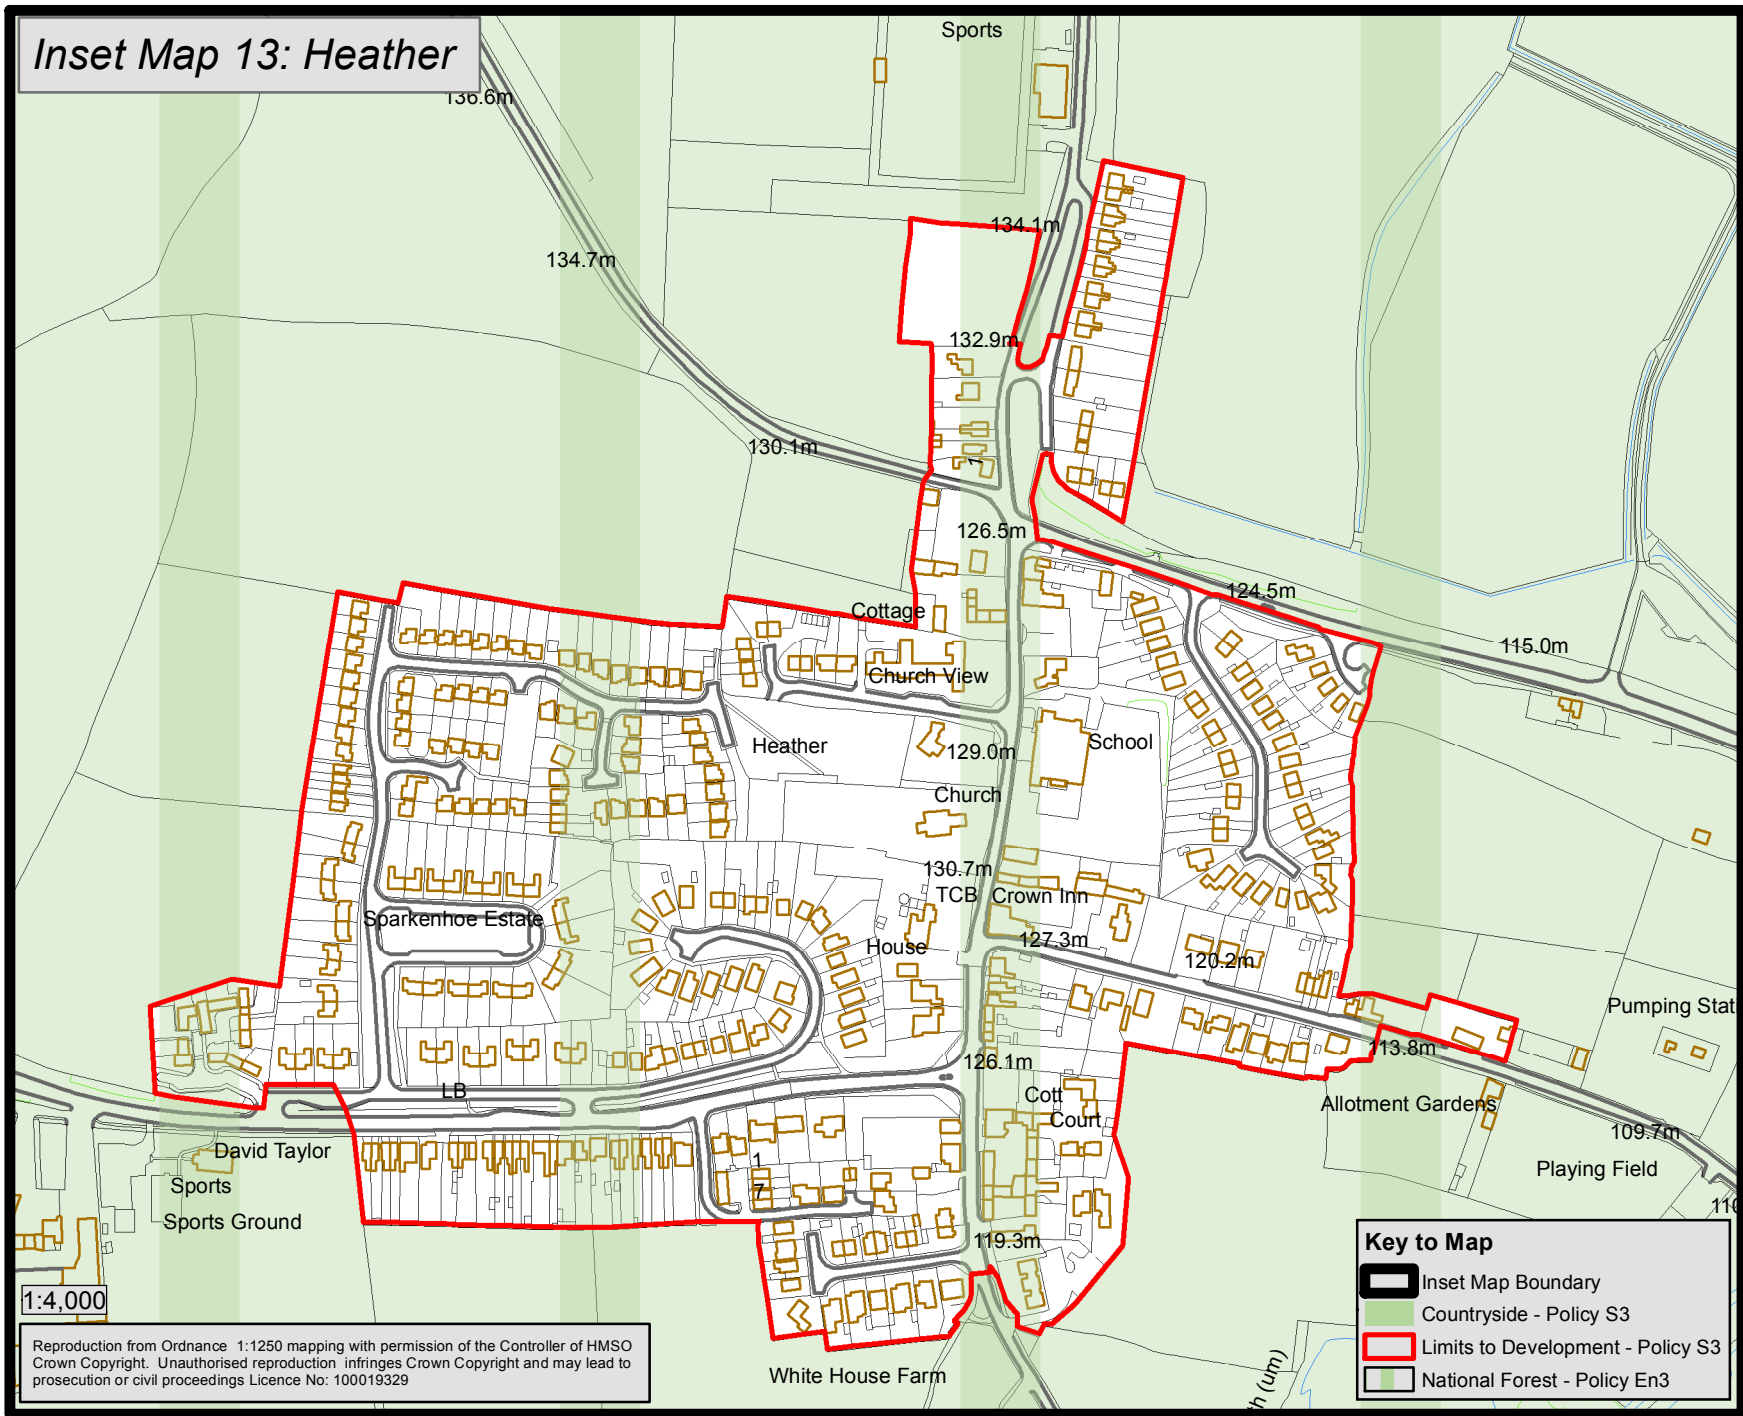 Inset Map 13: Heather
Sports
136.6m
134.1m
134.7m
132.9m
130.1m
1
126.5m
124.5m
Cottage
115.0m
Church View
Heather
129.0m
School
Church
130.7m
TCB
Crown Inn
Sparkenhoe Estate
House
127.3m
120.2m
Pumping Stati
113.8m
126.1m
LB
Cott
Court
Allotment Gardens
109.7m
David Taylor
1
7
Playing Field
Sports
Sports Ground
110
119.3m
White House Farm
th (um)
1:4,000
Reproduction from Ordnance 1:1250 mapping with permission of the Controller of HMSO
Crown Copyright. Unauthorised reproduction infringes Crown Copyright and may lead to
prosecution or civil proceedings Licence No: 100019329
Key to Map
Inset Map Boundary
Countryside - Policy S3
Limits to Development - Policy S3
National Forest - Policy En3